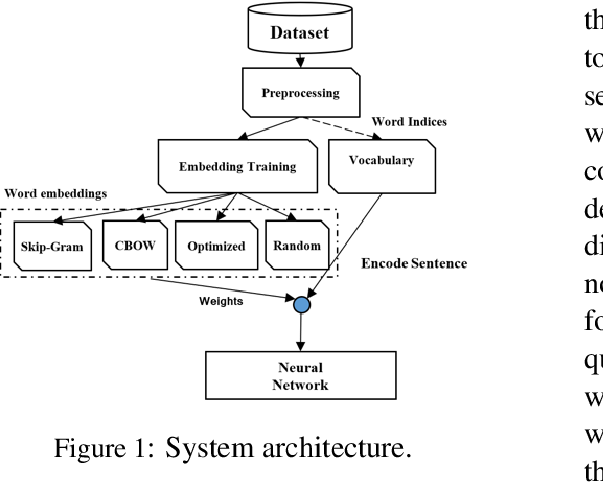 Dataset
Preprocessing
Word Indices
Embedding Training
Vocabulary
Word embeddings
Skip-Gram
CBOW
Optimized
Random
Encode Sentence
Weights
Neural
Network
Figure 1: System architecture.
th
to
se
w
co
de
di
ne
fo
qu
w
w
th